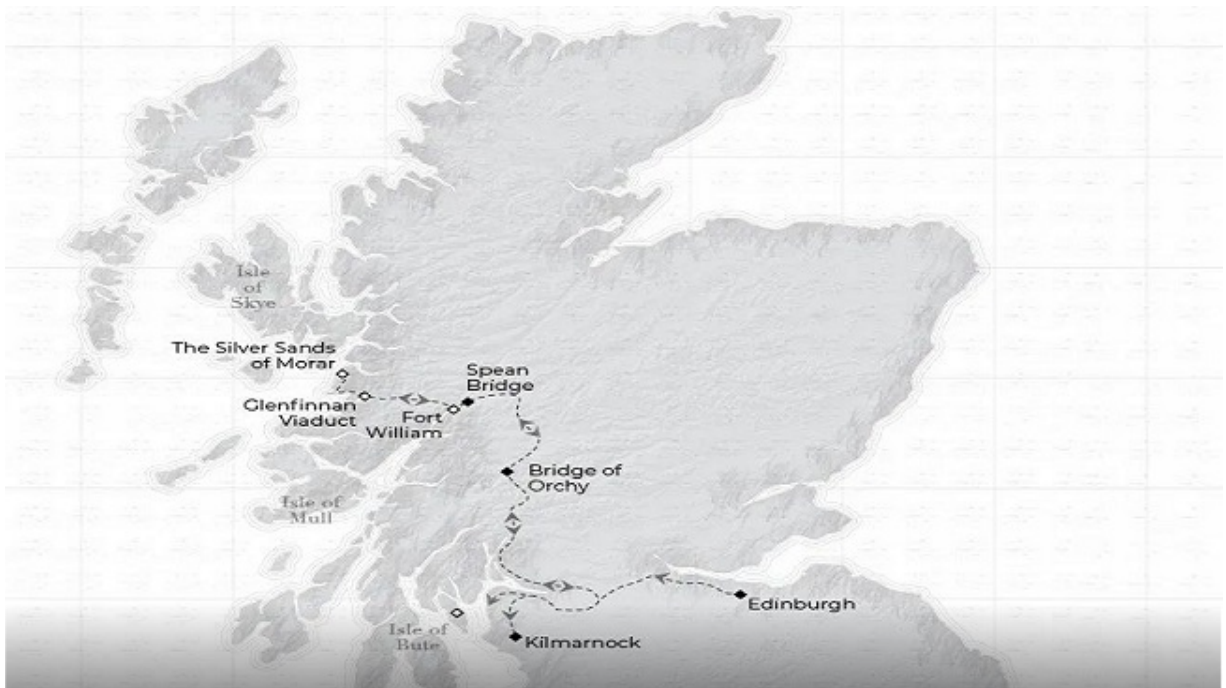 Isle
of
Skye
The Silver Sands
of Morar
Spean
Bridge
Glenfinnan
Viaduct
Fort
William
Bridge of
Orchy
Isle of
Mull
Edinburgh
Isle of
Bute
Kilmarnock